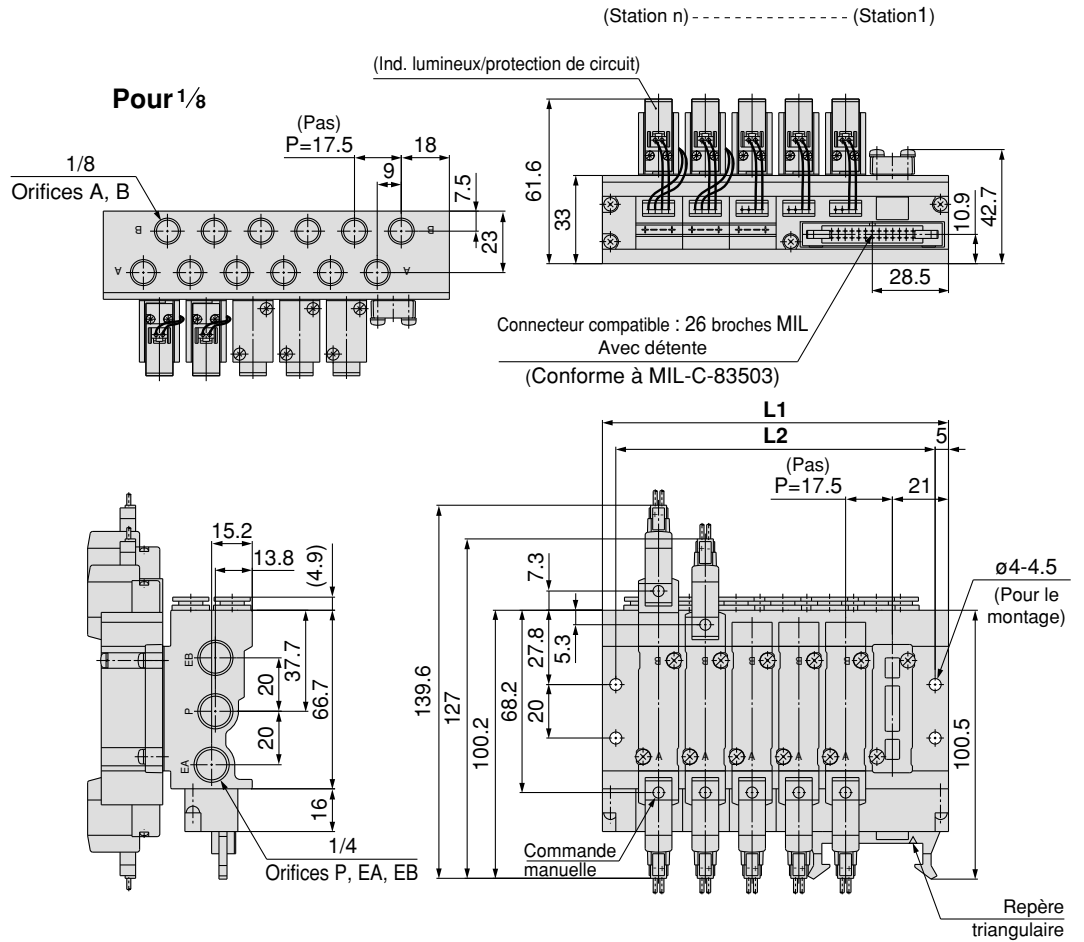 (Station n) - - - - - - - - - - - - - - (Station1)
(Ind. lumineux/protection de circuit)
Pour 1/8
(Pas)
P=17.5
18
9
7.5
23
1/8
Orifices A, B
B
B
A
A
61.6
33
10.9
42.7
28.5
Connecteur compatible : 26 broches MIL
Avec détente
(Conforme à MIL-C-83503)
L1
L2
5
(Pas)
P=17.5
21
15.2
13.8
(4.9)
EB
P
EA
20
20
37.7
66.7
16
1/4
Orifices P, EA, EB
139.6
127
100.2
68.2
7.3
5.3
27.8
20
B
B
B
B
B
A
A
A
A
A
ø4-4.5
(Pour le
montage)
100.5
Commande
manuelle
Repère
triangulaire